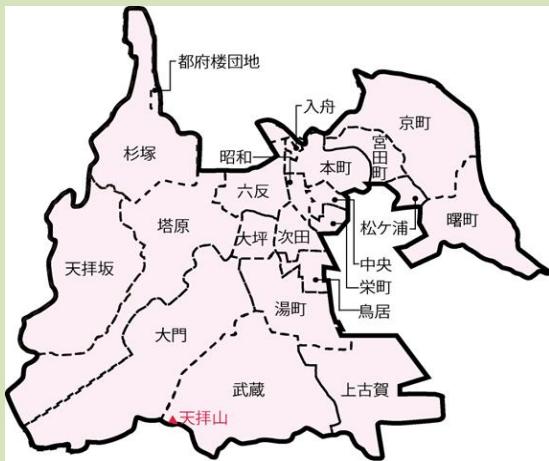 都府楼団地
入舟
京町
杉塚
昭和
本町
宮田町
六反
塔原
松ケ浦
曙町
大坪
次田
天拝坂
中央
栄町
鳥居
湯町
大門
武蔵
上古賀
▲天拝山